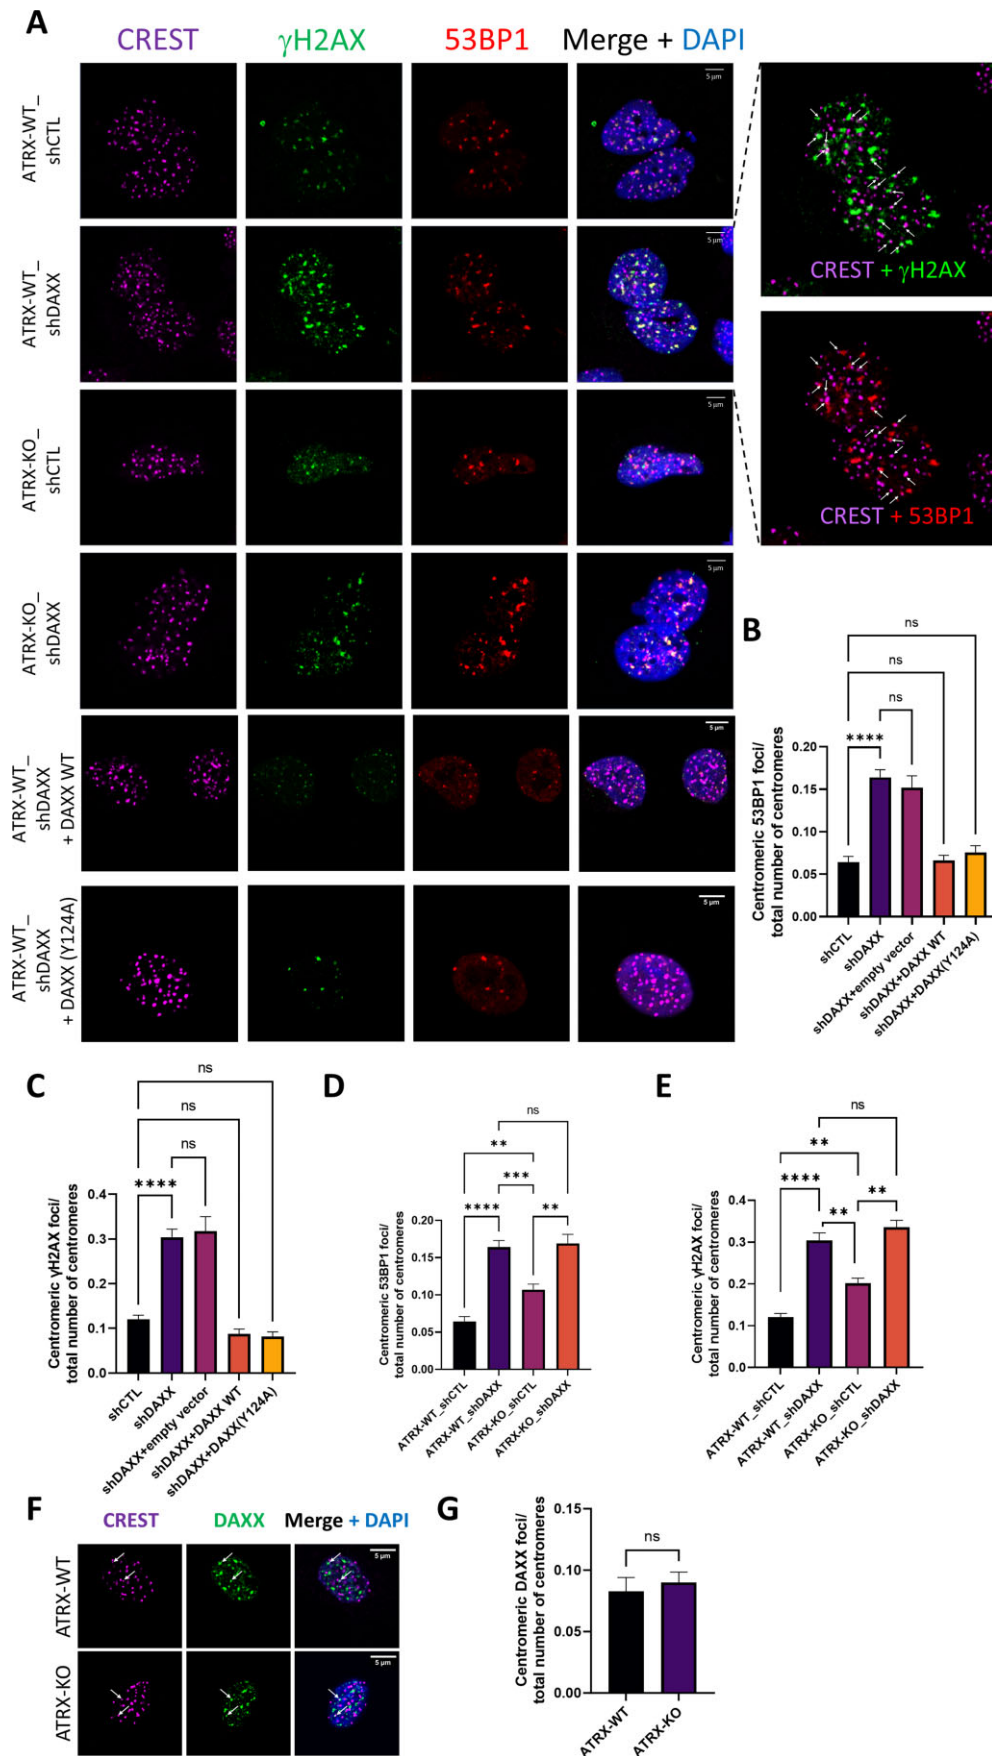 A
CREST γH2AX 53BP1 Merge + DAPI
ATRX-WT_
shCTL
5 µm
ATRX-WT_
shDAXX
5 µm
CREST + γH2AX
ATRX-KO_
shCTL
5 µm
CREST + 53BP1
ATRX-KO_
shDAXX
5 µm
ATRX-WT_
shDAXX
+ DAXX WT
5 µm
ATRX-WT_
shDAXX
+ DAXX (Y124A)
5 µm
B
ns
ns
ns
****
Centromeric 53BP1 foci/
total number of centromeres
0.20
0.15
0.10
0.05
0.00
shCTL
shDAXX
shDAXX+empty vector
shDAXX+DAXX WT
shDAXX+DAXX(Y124A)
C
ns
ns
ns
****
Centromeric γH2AX foci/
total number of centromeres
0.4
0.3
0.2
0.1
0.0
shCTL
shDAXX
shDAXX+empty vector
shDAXX+DAXX WT
shDAXX+DAXX(Y124A)
D
ns
**
***
****
**
Centromeric 53BP1 foci/
total number of centromeres
0.20
0.15
0.10
0.05
0.00
ATRX-WT_shCTL
ATRX-WT_shDAXX
ATRX-KO_shCTL
ATRX-KO_shDAXX
E
ns
**
****
**
**
Centromeric γH2AX foci/
total number of centromeres
0.4
0.3
0.2
0.1
0.0
ATRX-WT_shCTL
ATRX-WT_shDAXX
ATRX-KO_shCTL
ATRX-KO_shDAXX
F
CREST DAXX Merge + DAPI
ATRX-WT
5 µm
ATRX-KO
5 µm
G
ns
Centromeric DAXX foci/
total number of centromeres
0.15
0.10
0.05
0.00
ATRX-WT
ATRX-KO